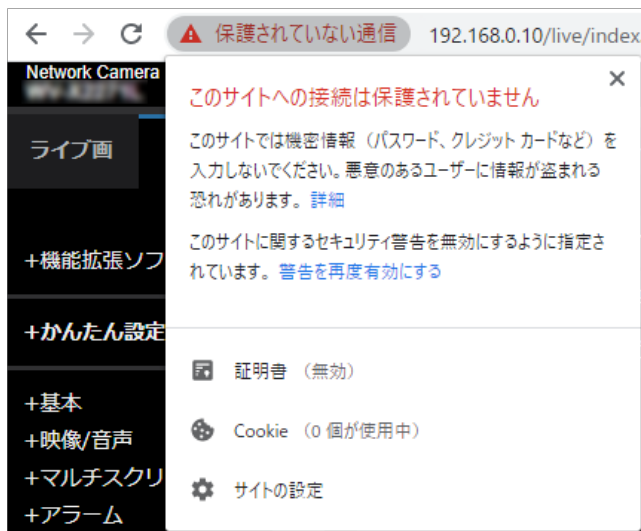 保護されていない通信 192.168.0.10/live/index
Network Camera
このサイトへの接続は保護されていません
ライブ画
このサイトでは機密情報（パスワード、クレジット カードなど）を
入力しないでください。悪意のあるユーザーに情報が盗まれる
恐れがあります。 詳細
このサイトに関するセキュリティ警告を無効にするように指定さ
れています。 警告を再度有効にする
+機能拡張ソフ
+かんたん設定
証明書 （無効）
+基本
Cookie （0 個が使用中）
+映像/音声
+マルチスクリ
サイトの設定
+アラーム